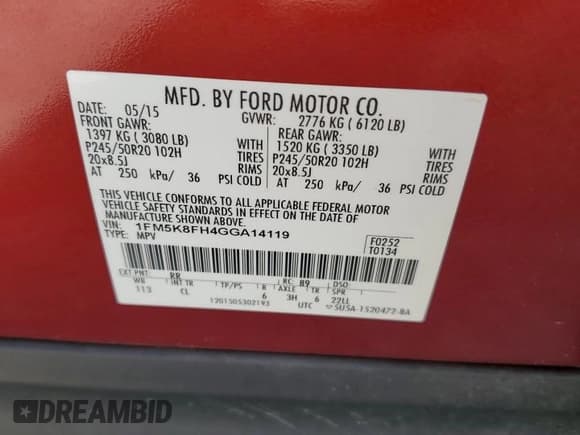 MFD. BY FORD MOTOR CO.
DATE: 05/15 GVWR: 2776 KG ( 6120 LB)
FRONT GAWR: REAR GAWR:
1397 KG ( 3080 LB) WITH 1520 KG ( 3350 LB) WITH
P245/50R20 102H TIRES P245/50R20 102H TIRES
20x8.5J RIMS 20x8.5J RIMS
AT 250 kPa/ 36 PSI COLD AT 250 kPa/ 36 PSI COLD
THIS VEHICLE CONFORMS TO ALL APPLICABLE FEDERAL MOTOR
VEHICLE SAFETY STANDARDS IN EFFECT ON THE DATE OF
MANUFACTURE SHOWN ABOVE.
VIN: 1FM5K8FH4GGA14119 F0252
TYPE: MPV T0134
EXT PNT: RR RC: 89 DSO:
WB INT TR TP/PS R AXLE TR SPR
113 CL 6 3H 6 22LL
1201505302193 UTC
5U5A-1520472-BA
DREAMBID